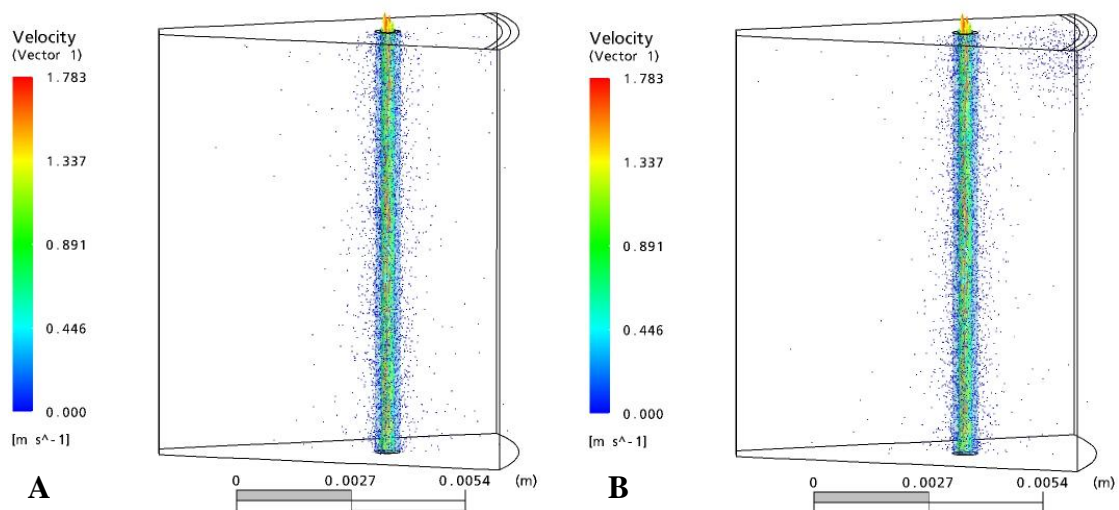 Velocity
(Vector 1)
1.783
1.337
0.891
0.446
0.000
[m s^-1]
A
0 0.0027 0.0054 (m)
Velocity
(Vector 1)
1.783
1.337
0.891
0.446
0.000
[m s^-1]
B
0 0.0027 0.0054 (m)